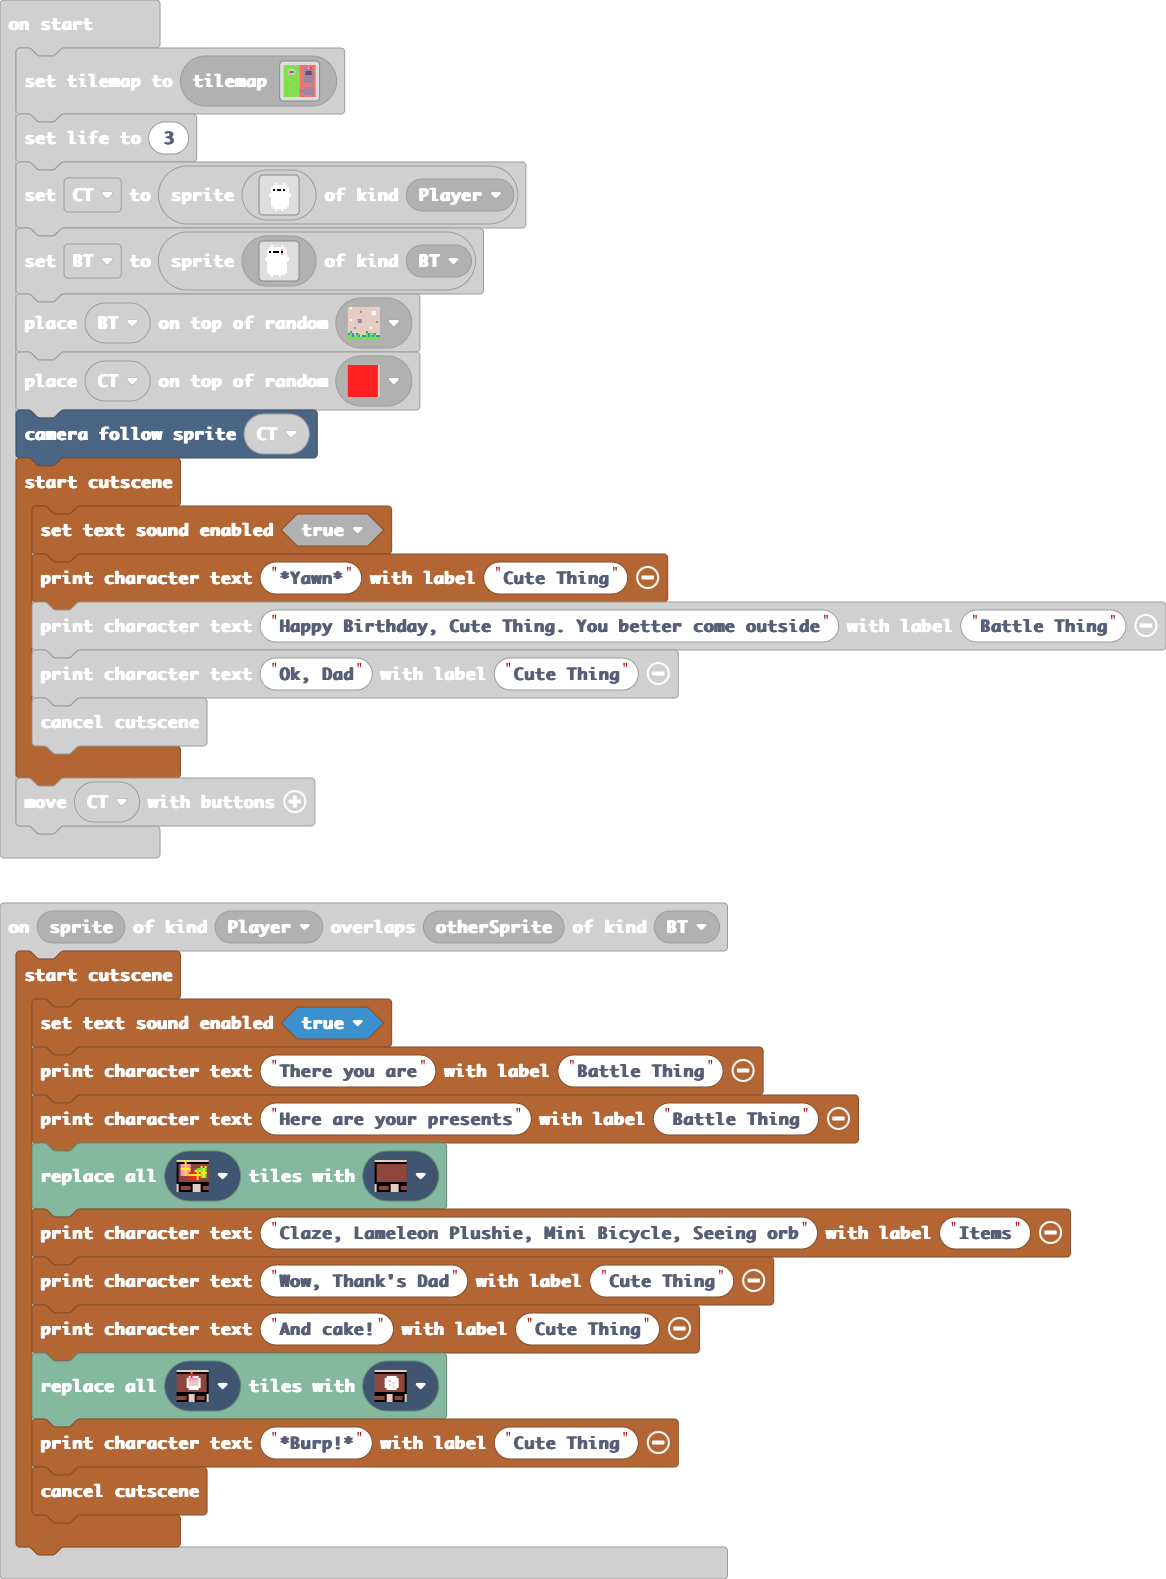 on start
set tilemap to tilemap
set life to 3
set CT to sprite of kind Player
set BT to sprite of kind BT
place BT on top of random
place CT on top of random
camera follow sprite CT
start cutscene
set text sound enabled true
print character text "*Yawn*" with label "Cute Thing"
print character text "Happy Birthday, Cute Thing. You better come outside" with label "Battle Thing"
print character text "Ok, Dad" with label "Cute Thing"
cancel cutscene
move CT with buttons
on sprite of kind Player overlaps otherSprite of kind BT
start cutscene
set text sound enabled true
print character text "There you are" with label "Battle Thing"
print character text "Here are your presents" with label "Battle Thing"
replace all tiles with
print character text "Claze, Lameleon Plushie, Mini Bicycle, Seeing orb" with label "Items"
print character text "Wow, Thank's Dad" with label "Cute Thing"
print character text "And cake!" with label "Cute Thing"
replace all tiles with
print character text "*Burp!*" with label "Cute Thing"
cancel cutscene